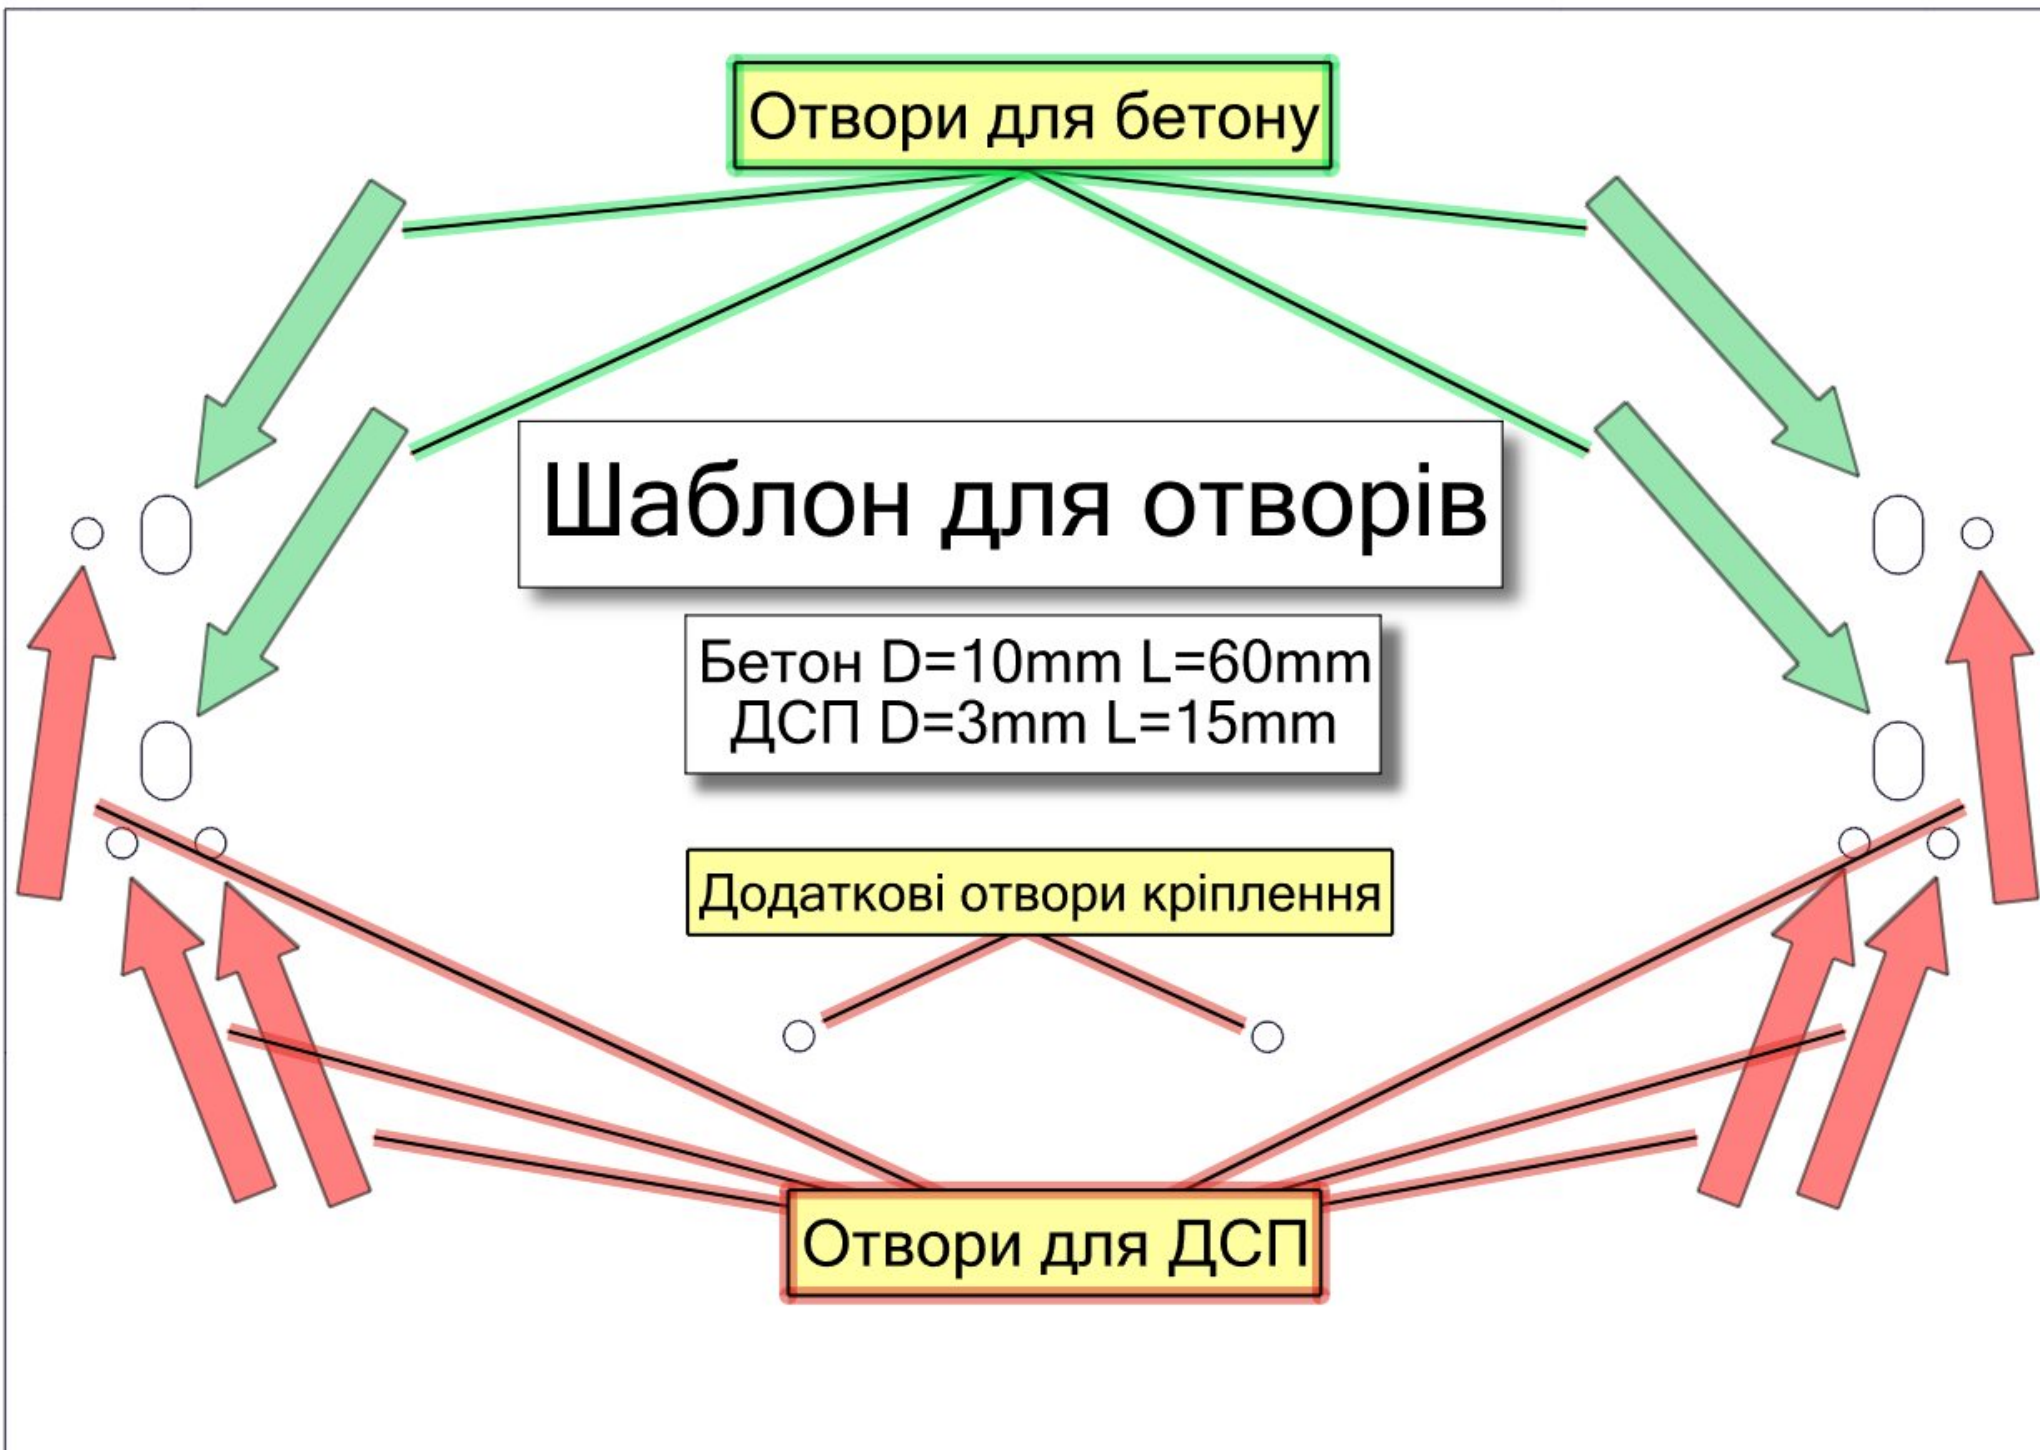 Отвори для бетону
Шаблон для отворів
Бетон D=10mm L=60mm
ДСП D=3mm L=15mm
Додаткові отвори кріплення
Отвори для ДСП